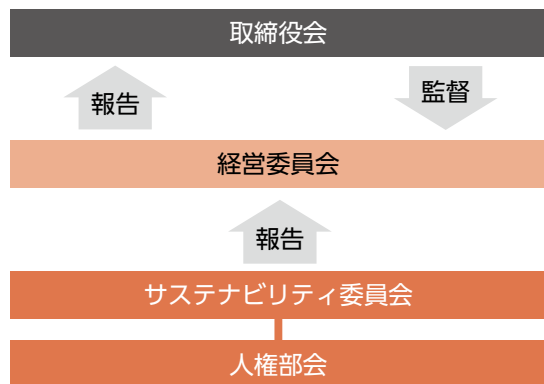 取締役会
報告
監督
経営委員会
報告
サステナビリティ委員会
人権部会